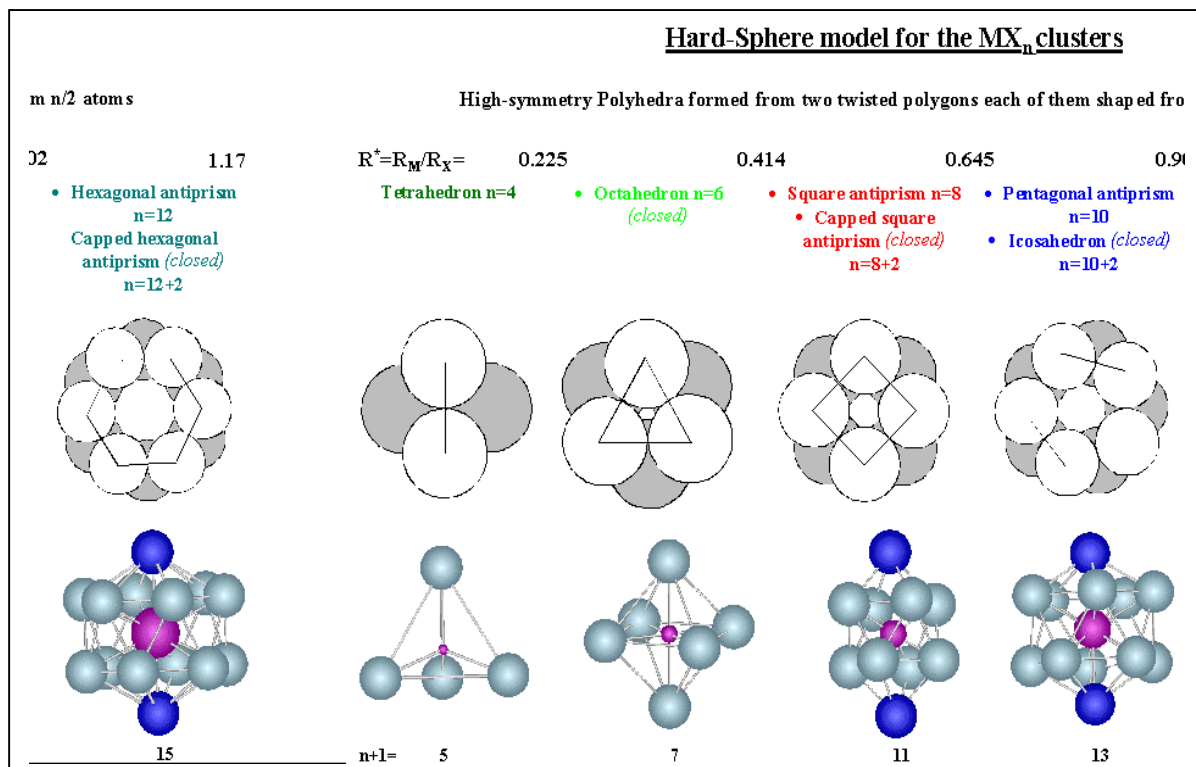 Hard-Sphere model for the MXn clusters
m n/2 atoms
High-symmetry Polyhedra formed from two twisted polygons each of them shaped fro
02 1.17 R*=RM/RX= 0.225 0.414 0.645 0.90
• Hexagonal antiprism
n=12
Capped hexagonal
antiprism (closed)
n=12+2
Tetrahedron n=4
• Octahedron n=6
(closed)
• Square antiprism n=8
• Capped square
antiprism (closed)
n=8+2
• Pentagonal antiprism
n=10
• Icosahedron (closed)
n=10+2
15 n+1= 5 7 11 13